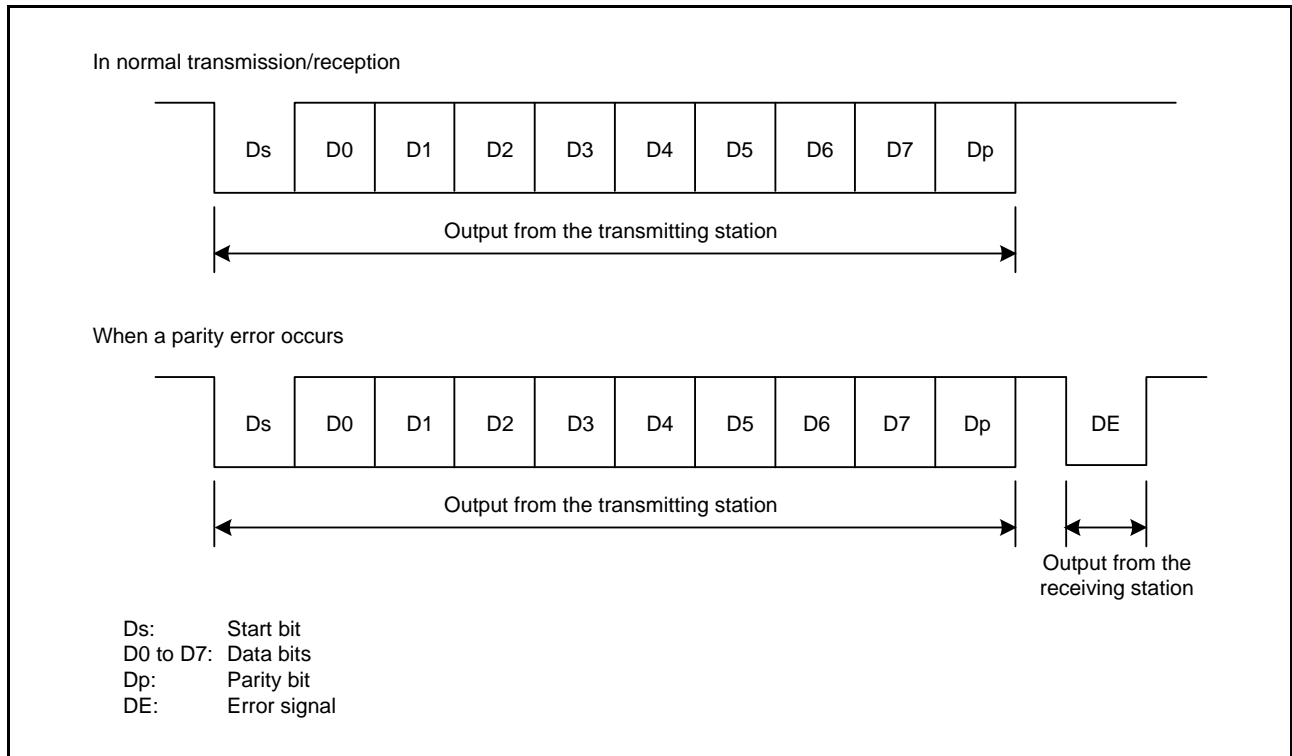 In normal transmission/reception
Ds D0 D1 D2 D3 D4 D5 D6 D7 Dp
Output from the transmitting station
When a parity error occurs
Ds D0 D1 D2 D3 D4 D5 D6 D7 Dp DE
Output from the transmitting station
Output from the
receiving station
Ds: Start bit
D0 to D7: Data bits
Dp: Parity bit
DE: Error signal